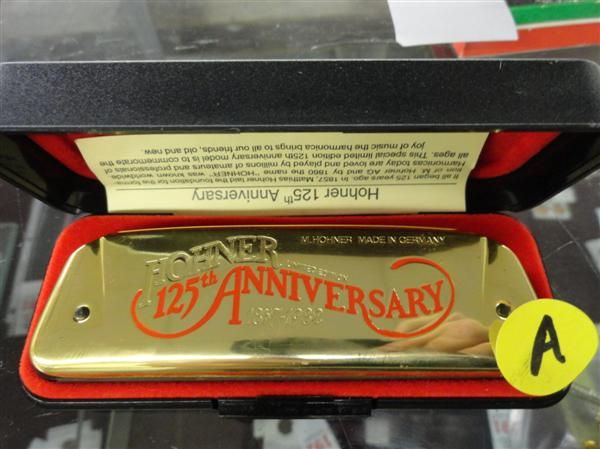 Hohner 125th Anniversary
It all began 125 years ago. In 1857, Matthias Hohner laid the foundation for the
firm of M. Hohner AG and by 1860 the name "HOHNER" was known worldwide.
Harmonicas today are loved and played by millions of amateurs and professionals of
all ages. This special limited edition 125th anniversary model is to commemorate the
joy of music the harmonica brings to all our friends, old and new.
HOHNER
LIMITED EDITION
M. HOHNER MADE IN GERMANY
125th ANNIVERSARY
1857-1982
A